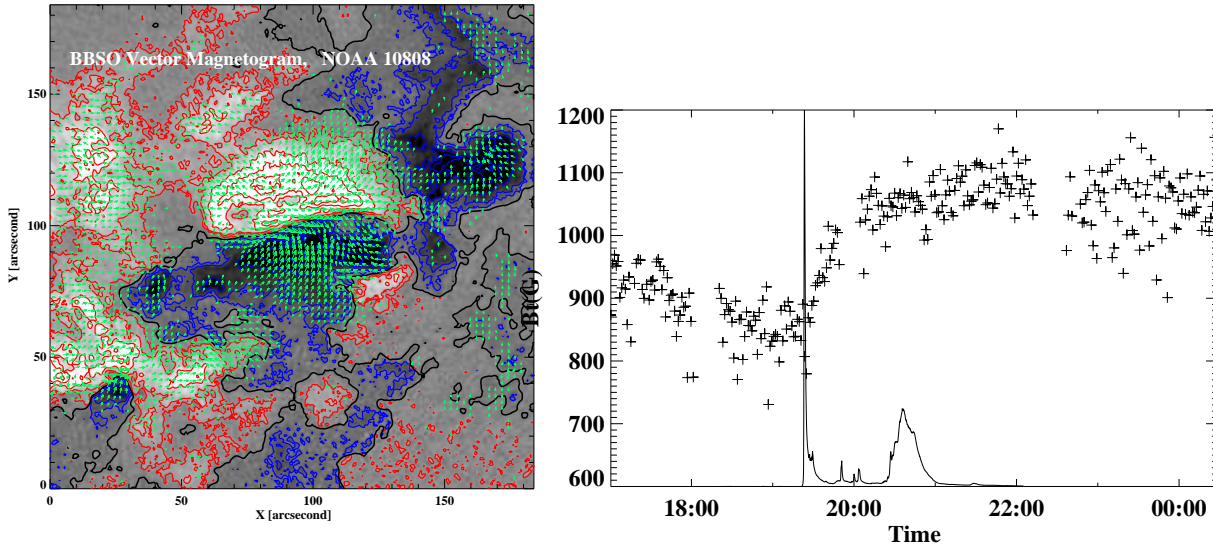 BBSO Vector Magnetogram, NOAA 10808
150
100
50
0
Y [arcsecond]
0 50 100 150
X [arcsecond]
1200
1100
1000
900
800
700
600
Bt(G)
18:00 20:00 22:00 00:00
Time